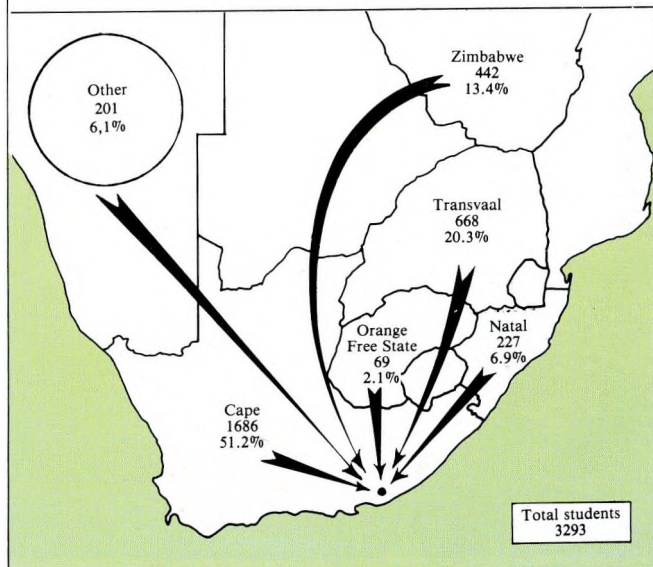 Other
201
6,1%
Zimbabwe
442
13.4%
Transvaal
668
20.3%
Orange
Free State
69
2.1%
Natal
227
6.9%
Cape
1686
51.2%
Total students
3293